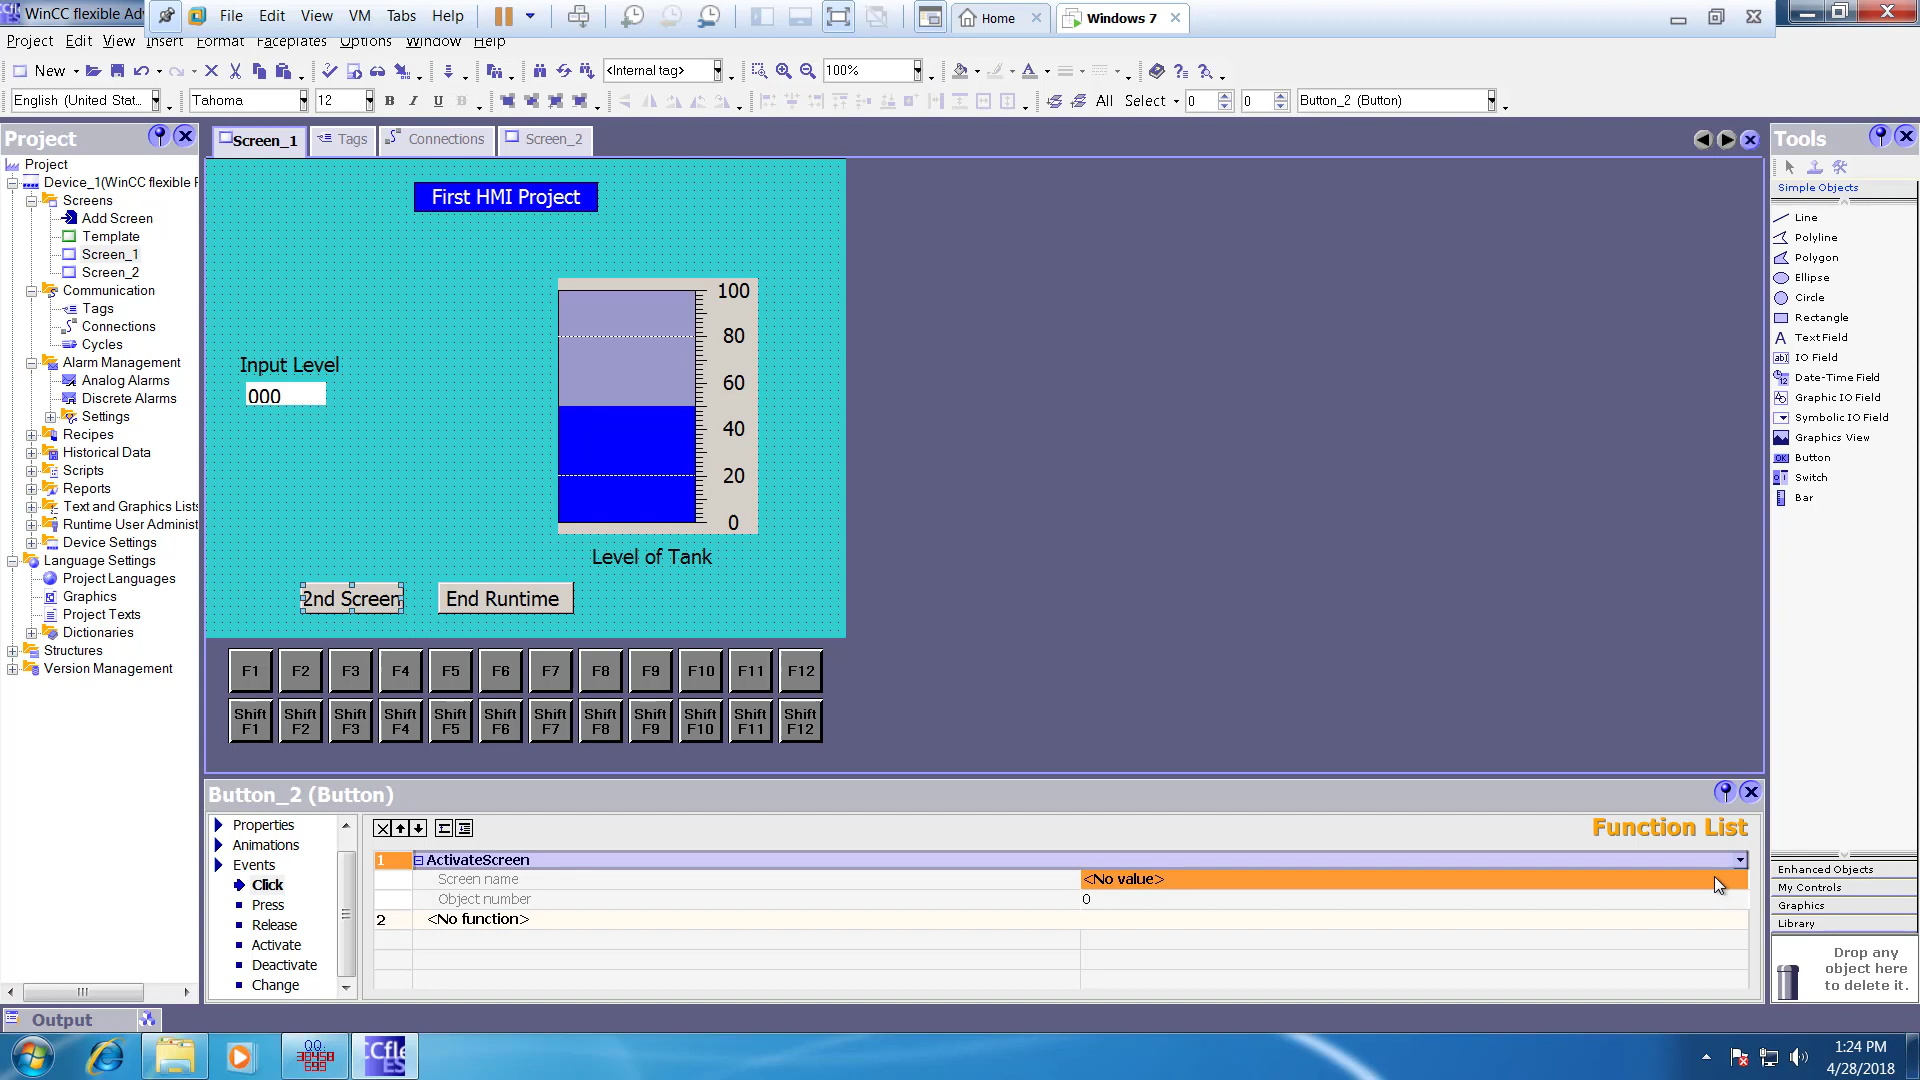 WinCC flexible Adv
File Edit View VM Tabs Help
Home
Windows 7
Project Edit View Insert Format Faceplates Options Window Help
New
<Internal tag>
100%
English (United Stat...
Tahoma
12
B I U B
All
Select
0
0
Button_2 (Button)
Project
Screen_1
Tags
Connections
Screen_2
Tools
Project
Device_1(WinCC flexible R
Screens
Add Screen
Template
Screen_1
Screen_2
Communication
Tags
Connections
Cycles
Alarm Management
Analog Alarms
Discrete Alarms
Settings
Recipes
Historical Data
Scripts
Reports
Text and Graphics Lists
Runtime User Administ
Device Settings
Language Settings
Project Languages
Graphics
Project Texts
Dictionaries
Structures
Version Management
First HMI Project
100
80
60
40
20
0
Input Level
000
Level of Tank
2nd Screen
End Runtime
F1 F2 F3 F4 F5 F6 F7 F8 F9 F10 F11 F12
Shift Shift Shift Shift Shift Shift Shift Shift Shift Shift Shift Shift
F1 F2 F3 F4 F5 F6 F7 F8 F9 F10 F11 F12
Simple Objects
Line
Polyline
Polygon
Ellipse
Circle
Rectangle
TextField
IO Field
Date-Time Field
Graphic IO Field
Symbolic IO Field
Graphics View
Button
Switch
Bar
Enhanced Objects
My Controls
Graphics
Library
Drop any
object here
to delete it.
Button_2 (Button)
Properties
Animations
Events
Click
Press
Release
Activate
Deactivate
Change
Function List
1 ActivateScreen
Screen name <No value>
Object number 0
2 <No function>
Output
QQ:
CCfle
ES
1:24 PM
4/28/2018